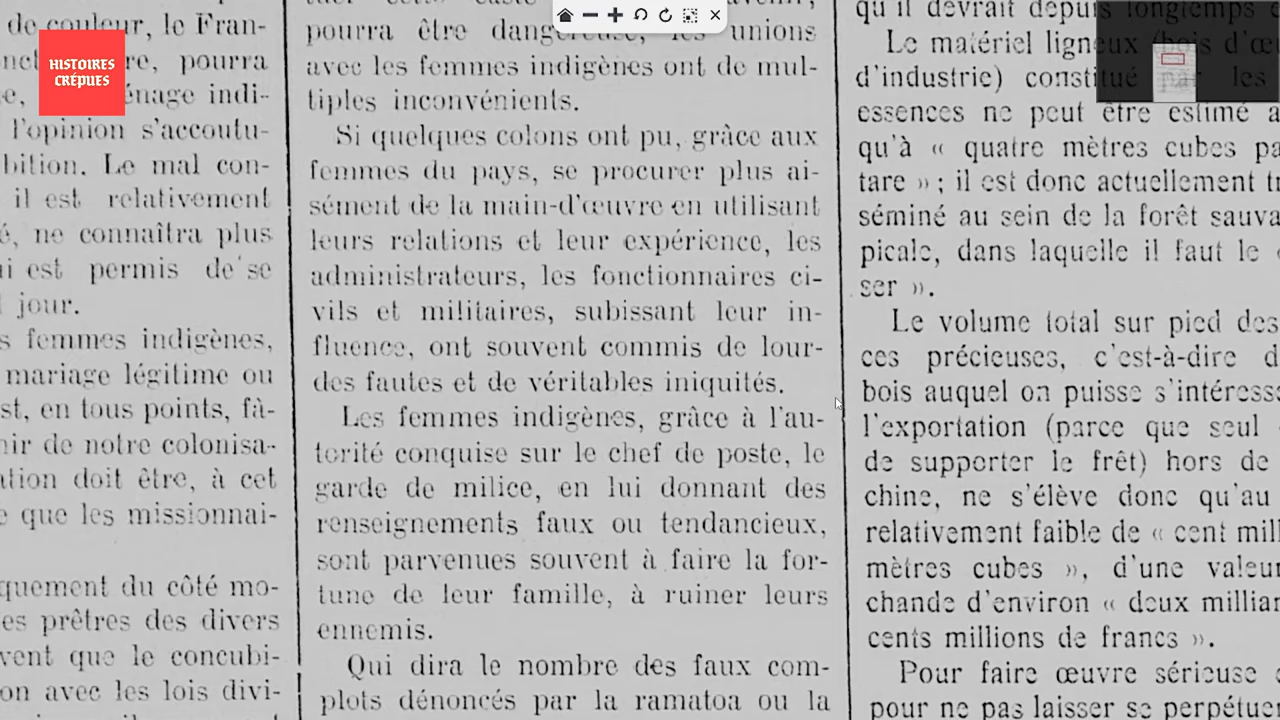 HISTOIRES
CRÉPUES
de couleur, le Fran-
re, pourra
énage indi-
l'opinion s'accoutu-
bition. Le mal con-
il est relativement
é, ne connaîtra plus
i est permis de se
jour.
s femmes indigènes,
mariage légitime ou
st, en tous points, fâ-
nir de notre colonisa-
ation doit être, à cet
e que les missionnai-
quement du côté mo-
es prêtres des divers
vent que le concubi-
on avec les lois divi-
pourra être dangereuse, les unions
avec les femmes indigènes ont de mul-
tiples inconvénients.
Si quelques colons ont pu, grâce aux
femmes du pays, se procurer plus ai-
sément de la main-d'œuvre en utilisant
leurs relations et leur expérience, les
administrateurs, les fonctionnaires ci-
vils et militaires, subissant leur in-
fluence, ont souvent commis de lour-
des fautes et de véritables iniquités.
Les femmes indigènes, grâce à l'au-
torité conquise sur le chef de poste, le
garde de milice, en lui donnant des
renseignements faux ou tendancieux,
sont parvenues souvent à faire la for-
tune de leur famille, à ruiner leurs
ennemis.
Qui dira le nombre des faux com-
plots dénoncés par la ramatoa ou la
qu'il devrait depuis longtemps
Le matériel ligneux (bois d'œ
d'industrie) constitué par les
essences ne peut être estimé a
qu'à « quatre mètres cubes pa
tare » ; il est donc actuellement tr
séminé au sein de la forêt sauva
picale, dans laquelle il faut le
ser ».
Le volume total sur pied des
ces précieuses, c'est-à-dire d
bois auquel on puisse s'intéresse
l'exportation (parce que seul
de supporter le frêt) hors de
chine, ne s'élève donc qu'au
relativement faible de « cent mill
mètres cubes », d'une valeur
chande d'environ « deux milliar
cents millions de francs ».
Pour faire œuvre sérieuse
pour ne pas laisser se perpétuer